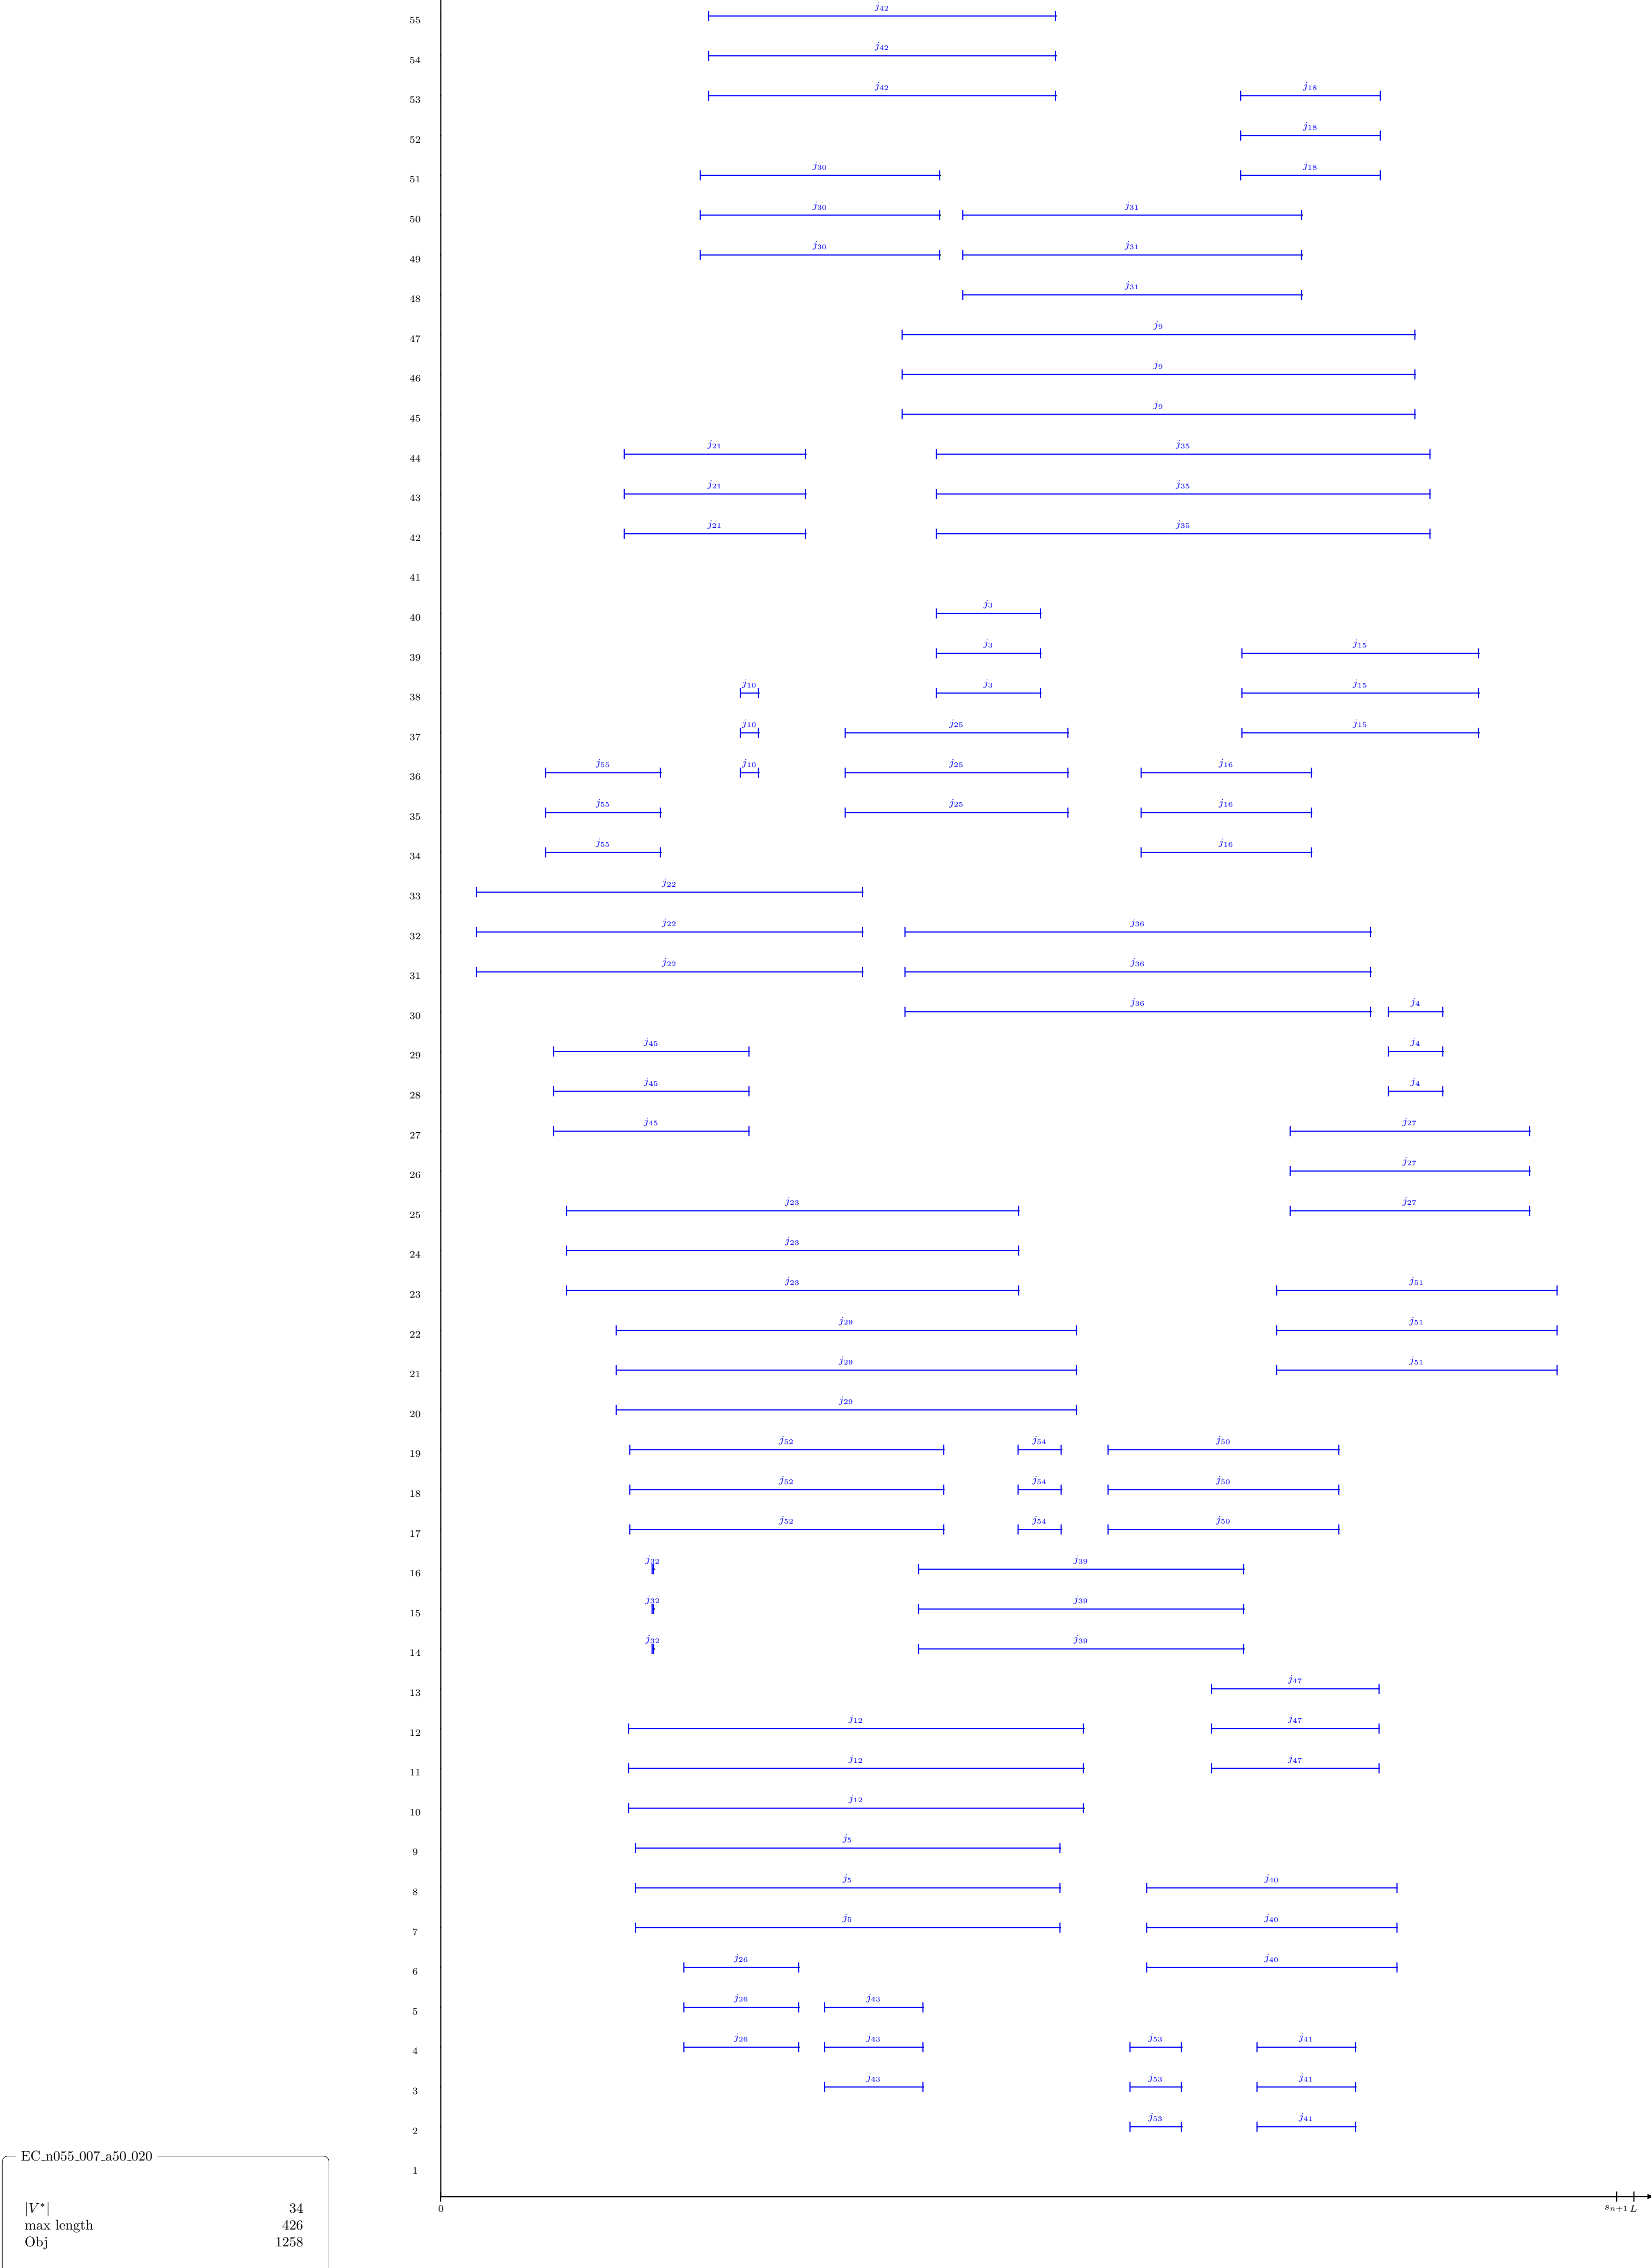 j42
55
j42
54
j42 j18
53
j18
52
j30 j18
51
j30 j31
50
j30 j31
49
j31
48
j9
47
j9
46
j9
45
j21 j35
44
j21 j35
43
j21 j35
42
41
j3
40
j3 j15
39
j10 j3 j15
38
j10 j25 j15
37
j55 j10 j25 j16
36
j55 j25 j16
35
j55 j16
34
j22
33
j22 j36
32
j22 j36
31
j36 j4
30
j45 j4
29
j45 j4
28
j45 j27
27
j27
26
j23 j27
25
j23
24
j23 j51
23
j29 j51
22
j29 j51
21
j29
20
j52 j54 j50
19
j52 j54 j50
18
j52 j54 j50
17
j32 j39
16
j32 j39
15
j32 j39
14
j47
13
j12 j47
12
j12 j47
11
j12
10
j5
9
j5 j40
8
j5 j40
7
j26 j40
6
j26 j43
5
j26 j43 j53 j41
4
j43 j53 j41
3
j53 j41
2
1
0 sn+1 L
EC_n055_007_a50_020
|V*| 34
max length 426
Obj 1258